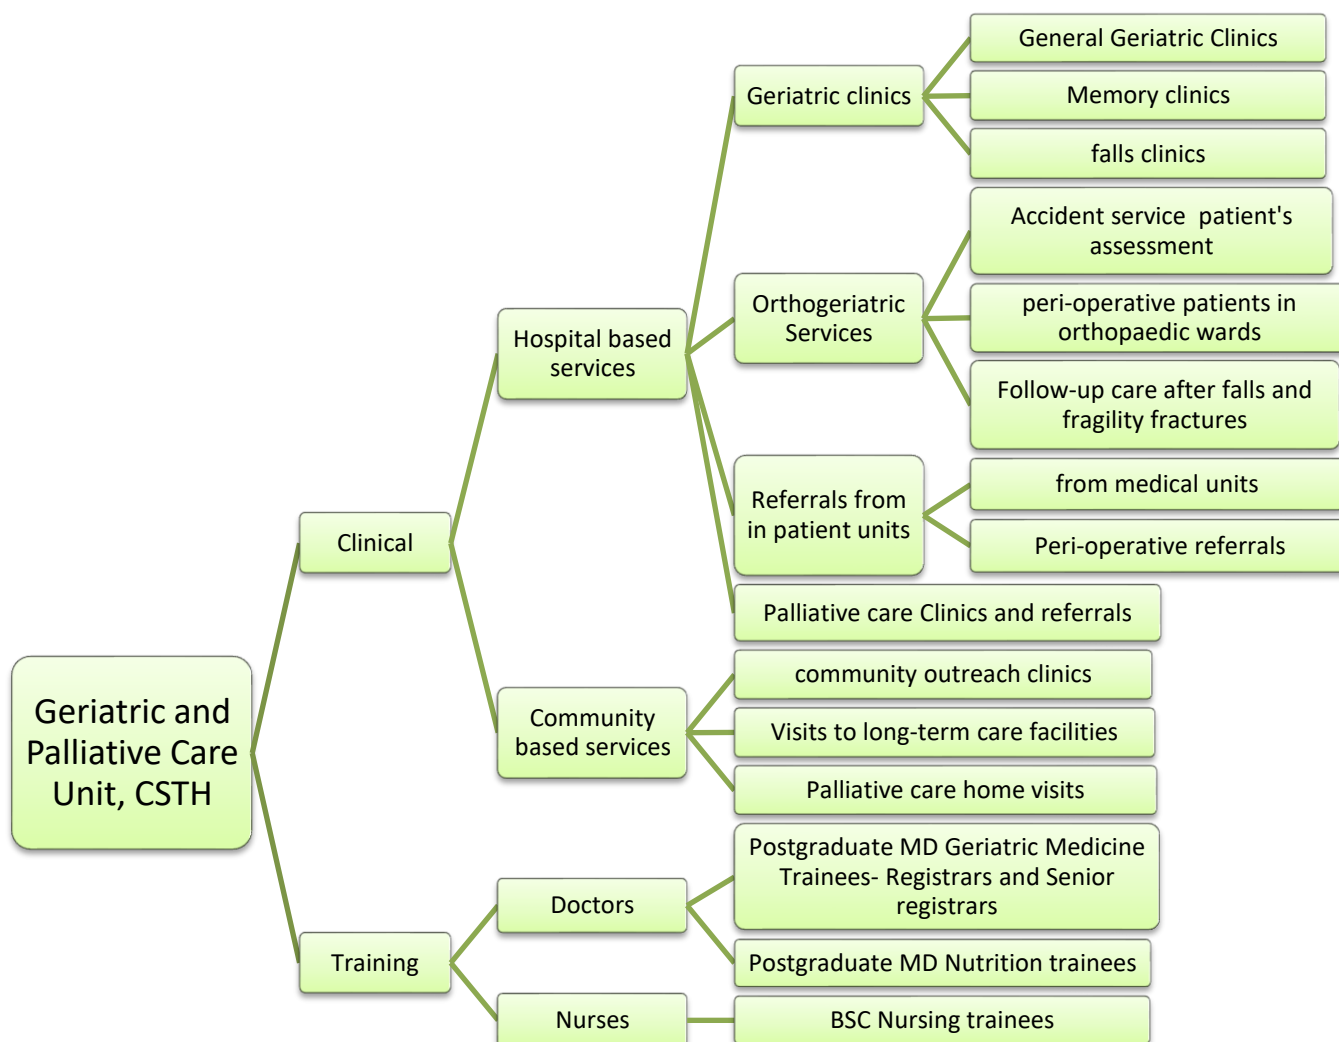 Geriatric and
Palliative Care
Unit, CSTH
Clinical
Hospital based
services
Geriatric clinics
General Geriatric Clinics
Memory clinics
falls clinics
Orthogeriatric
Services
Accident service patient's
assessment
peri-operative patients in
orthopaedic wards
Follow-up care after falls and
fragility fractures
Referrals from
in patient units
from medical units
Peri-operative referrals
Palliative care Clinics and referrals
Community
based services
community outreach clinics
Visits to long-term care facilities
Palliative care home visits
Training
Doctors
Postgraduate MD Geriatric Medicine
Trainees- Registrars and Senior
registrars
Postgraduate MD Nutrition trainees
Nurses
BSC Nursing trainees